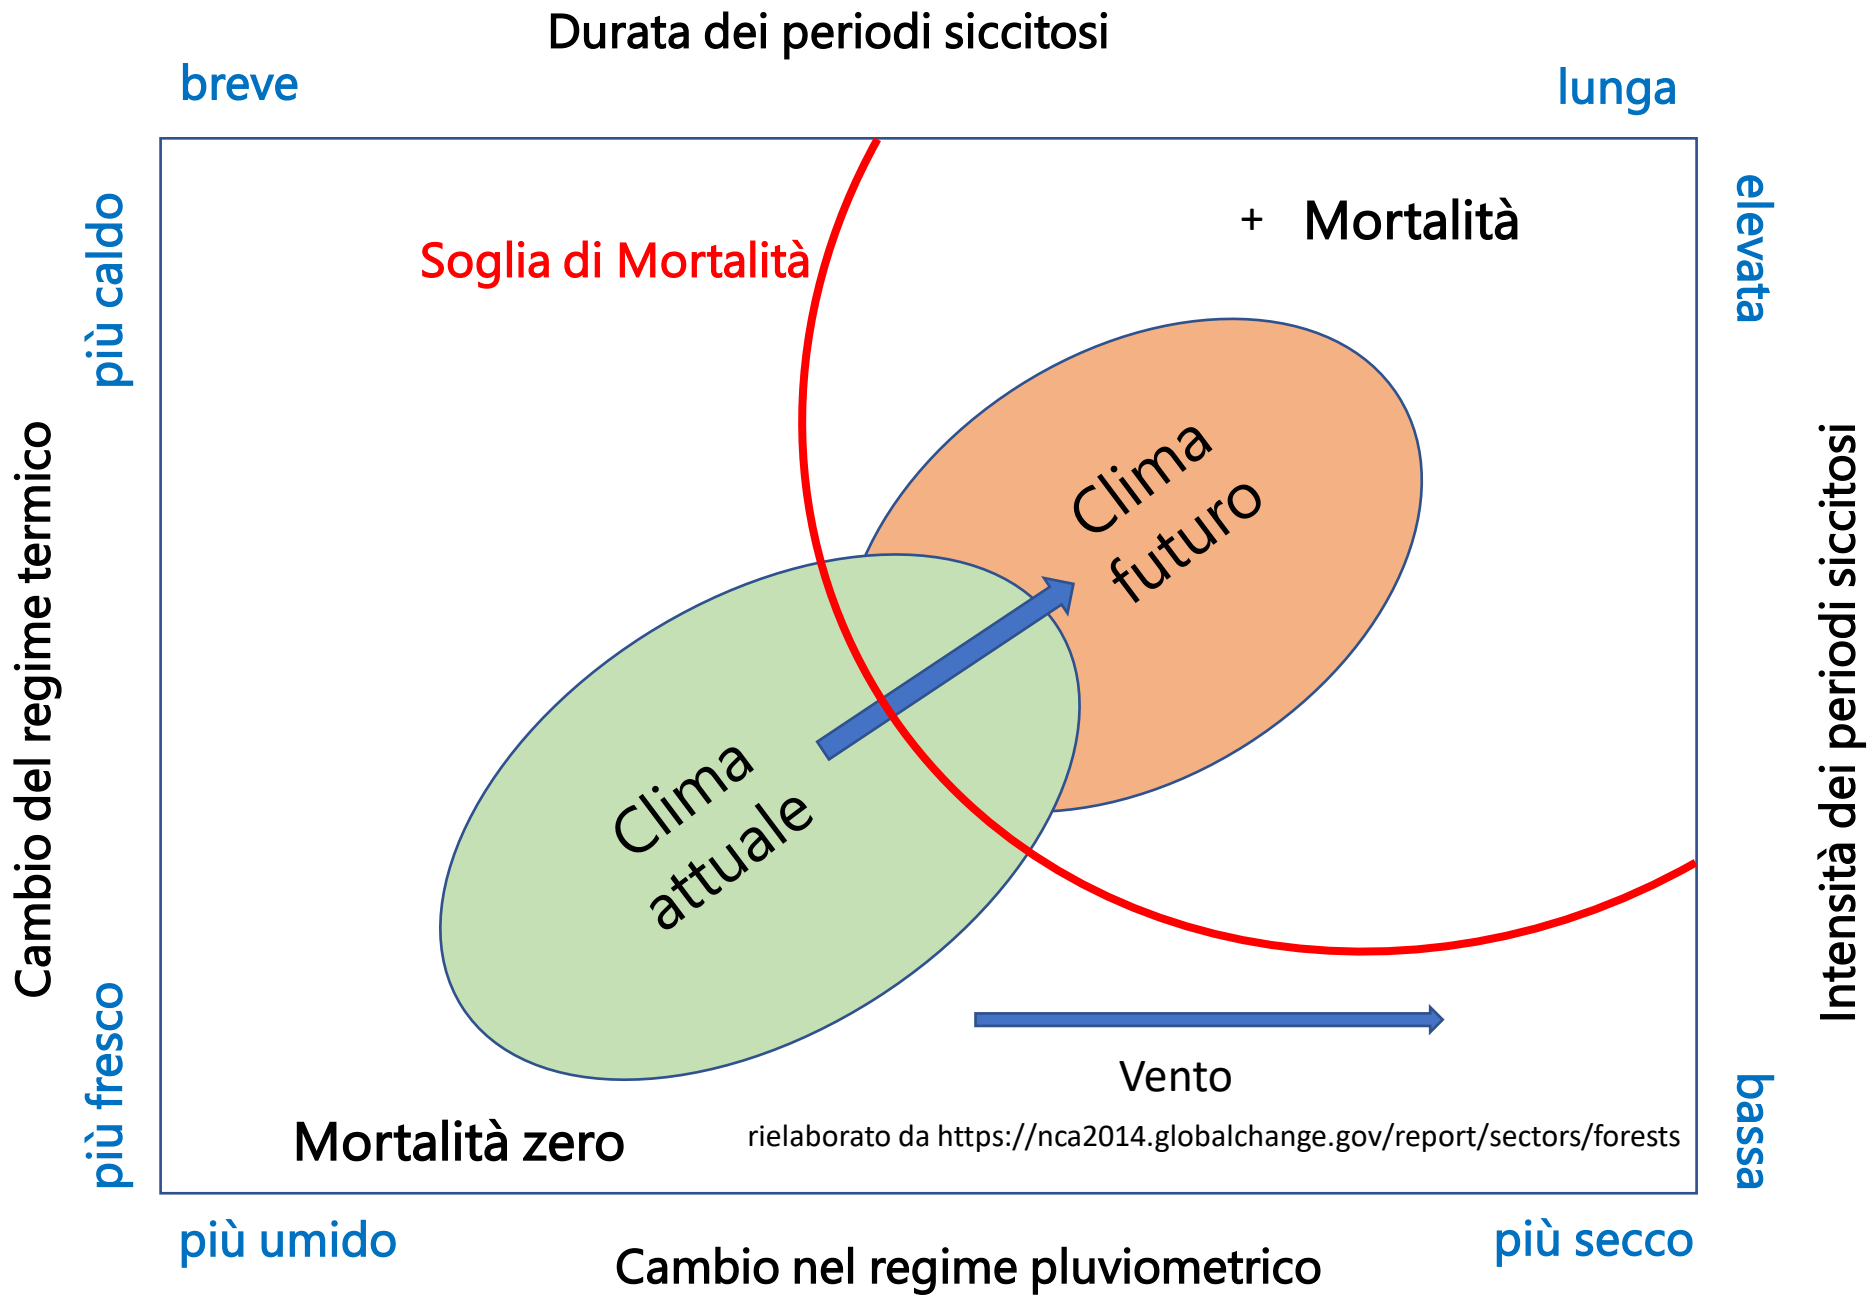 Durata dei periodi siccitosi
breve
lunga
più caldo
elevata
+ Mortalità
Soglia di Mortalità
Clima
futuro
Cambio del regime termico
Intensità dei periodi siccitosi
Clima
attuale
più fresco
bassa
Vento
Mortalità zero
rielaborato da https://nca2014.globalchange.gov/report/sectors/forests
più umido
più secco
Cambio nel regime pluviometrico